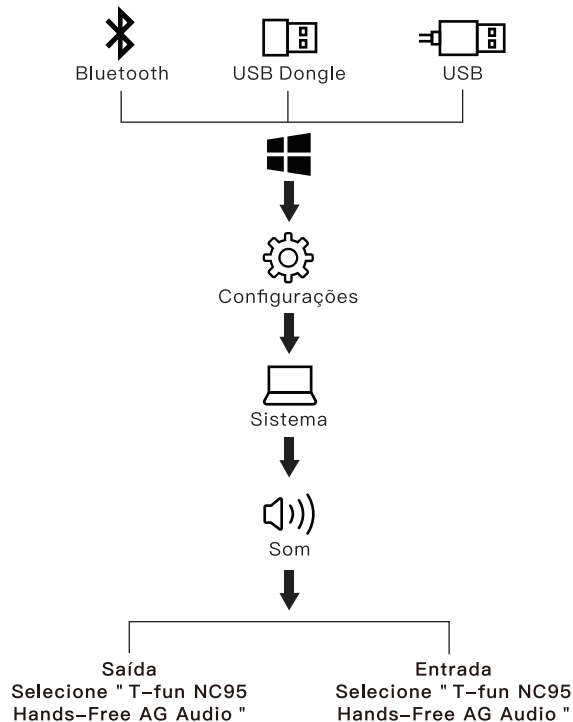 Bluetooth
USB Dongle
USB
Configurações
Sistema
Som
Saída
Selecione " T-fun NC95
Hands-Free AG Audio "
Entrada
Selecione " T-fun NC95
Hands-Free AG Audio "